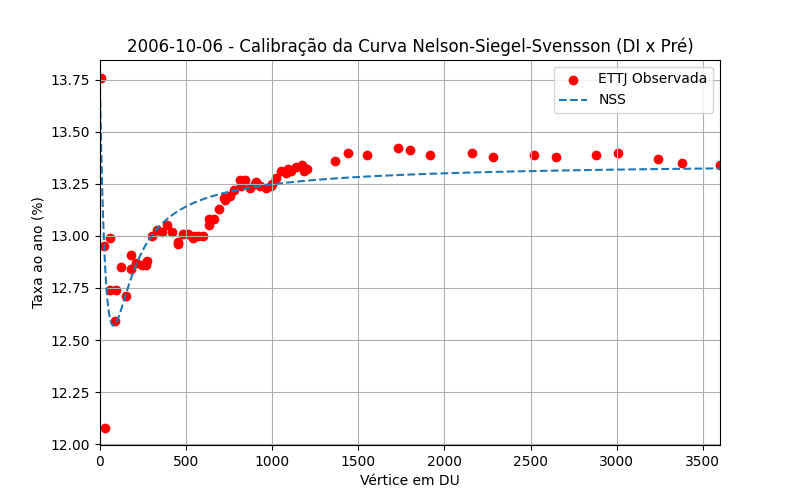 2006-10-06 - Calibração da Curva Nelson-Siegel-Svensson (DI x Pré)
ETTJ Observada
NSS
Taxa ao ano (%)
13.75
13.50
13.25
13.00
12.75
12.50
12.25
12.00
0 500 1000 1500 2000 2500 3000 3500
Vértice em DU